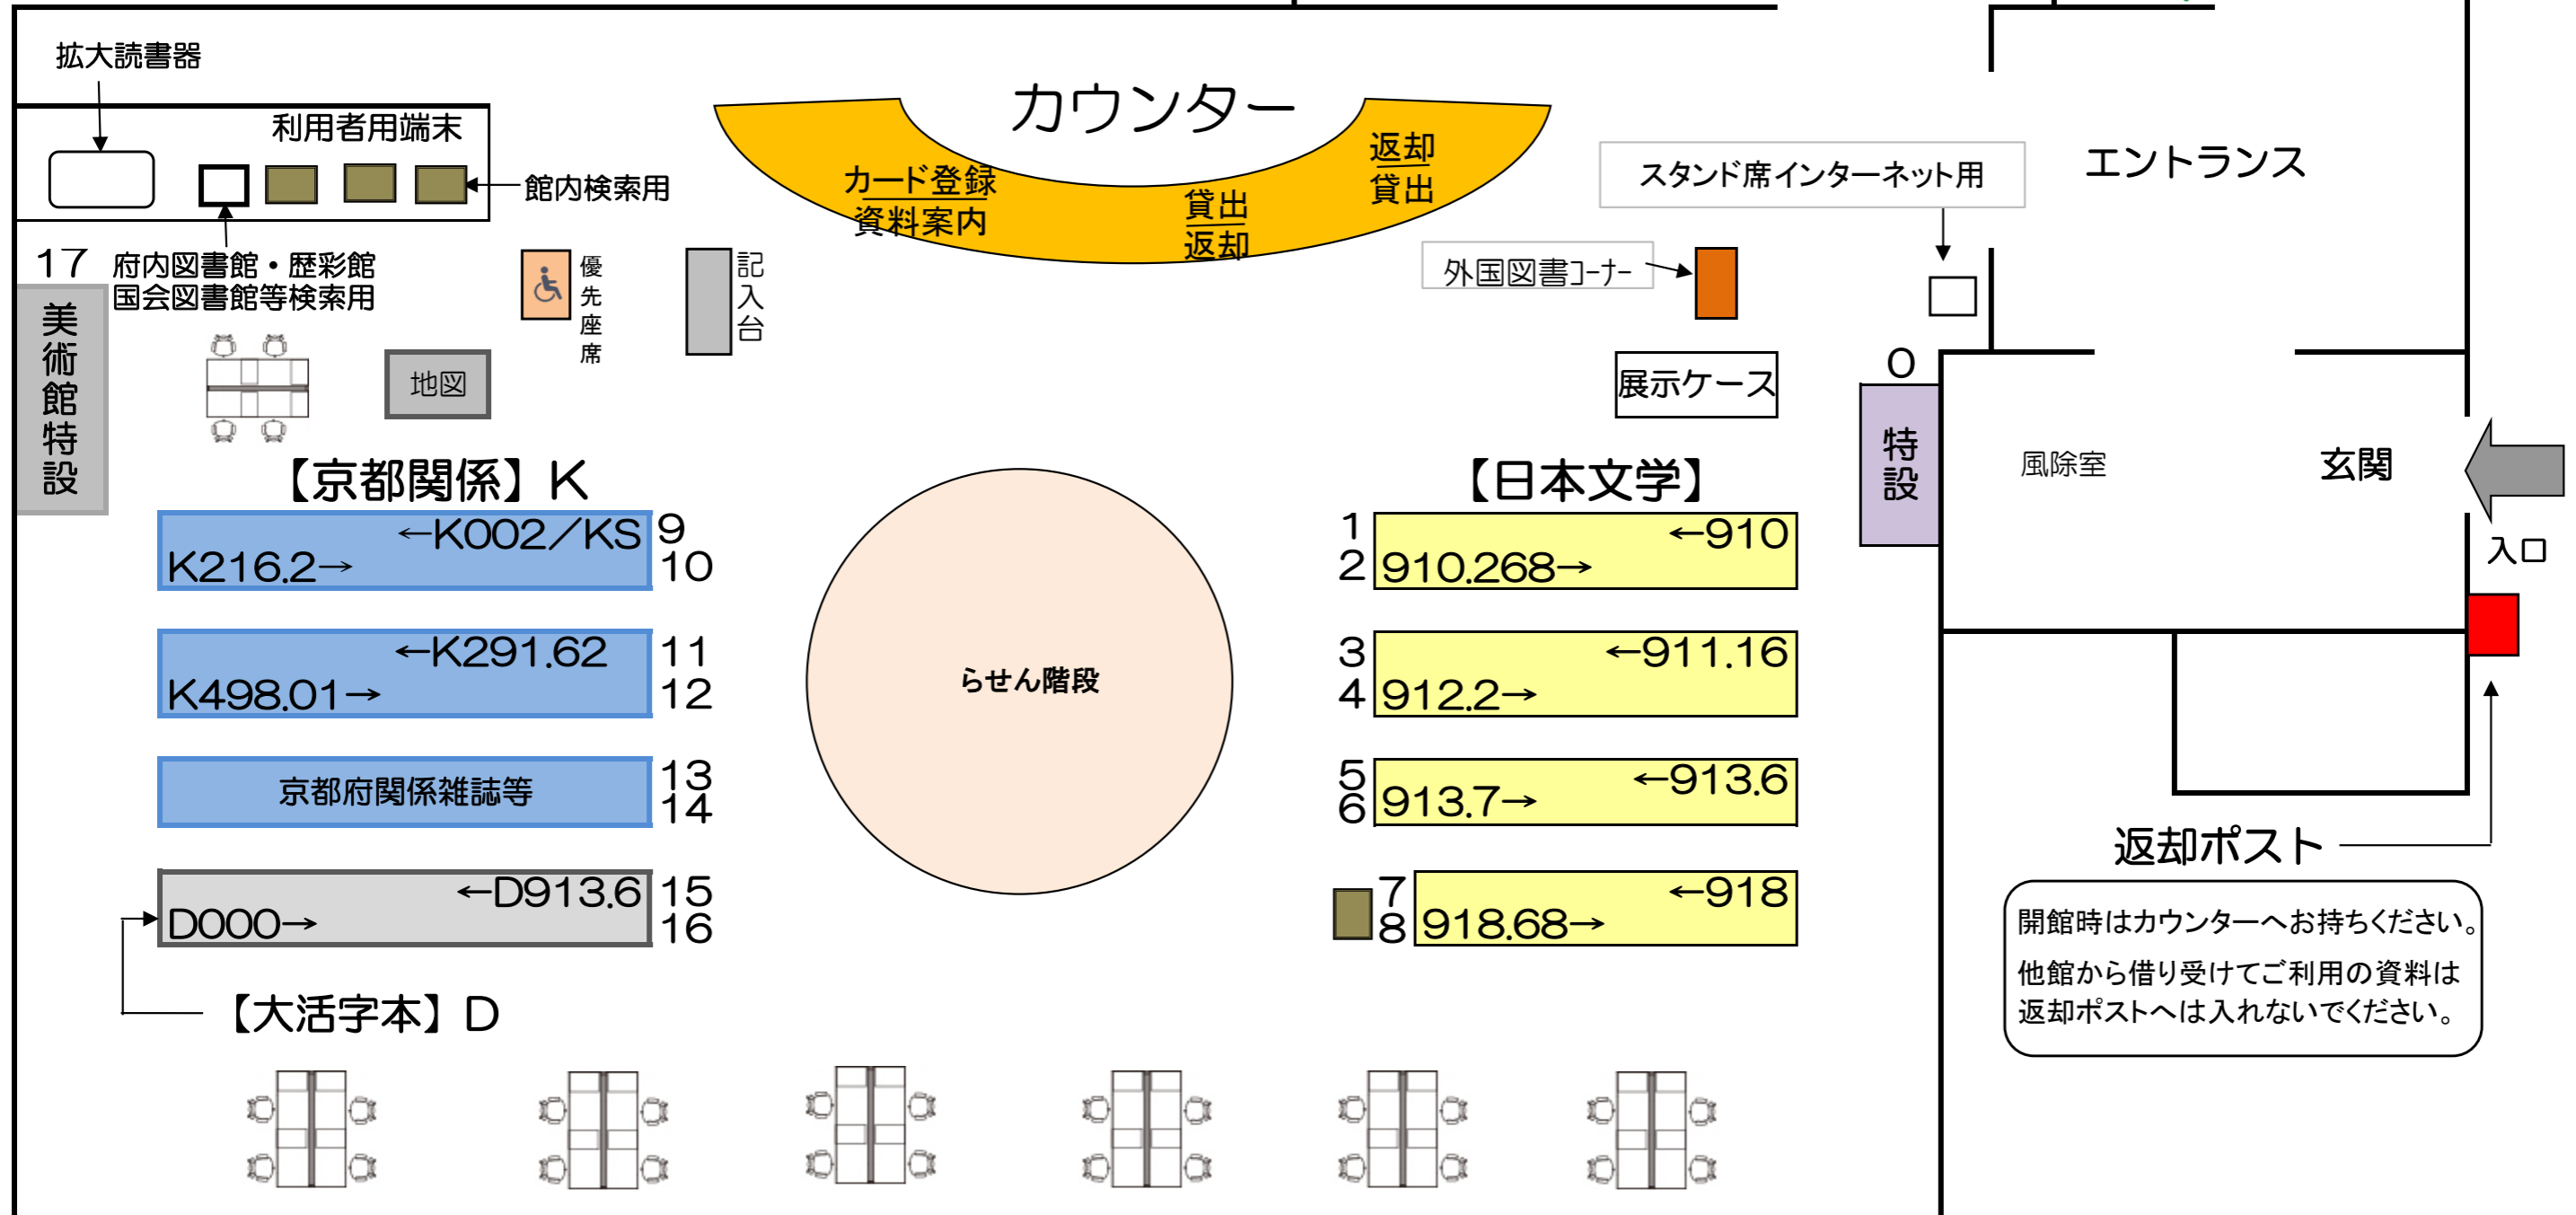 拡大読書器
利用者用端末
館内検索用
17
府内図書館・歴彩館
国会図書館等検索用
美術館特設
地図
優先座席
記入台
カウンター
カード登録
資料案内
貸出
返却
返却
貸出
スタンド席インターネット用
外国図書コーナー
展示ケース
エントランス
0
特設
風除室
玄関
入口
【京都関係】K
←K002／KS 9
K216.2→ 10
←K291.62 11
K498.01→ 12
京都府関係雑誌等
13
14
←D913.6 15
D000→ 16
【大活字本】D
らせん階段
【日本文学】
1 ←910
2 910.268→
3 ←911.16
4 912.2→
5 ←913.6
6 913.7→
7 ←918
8 918.68→
返却ポスト
開館時はカウンターへお持ちください。
他館から借り受けてご利用の資料は
返却ポストへは入れないでください。